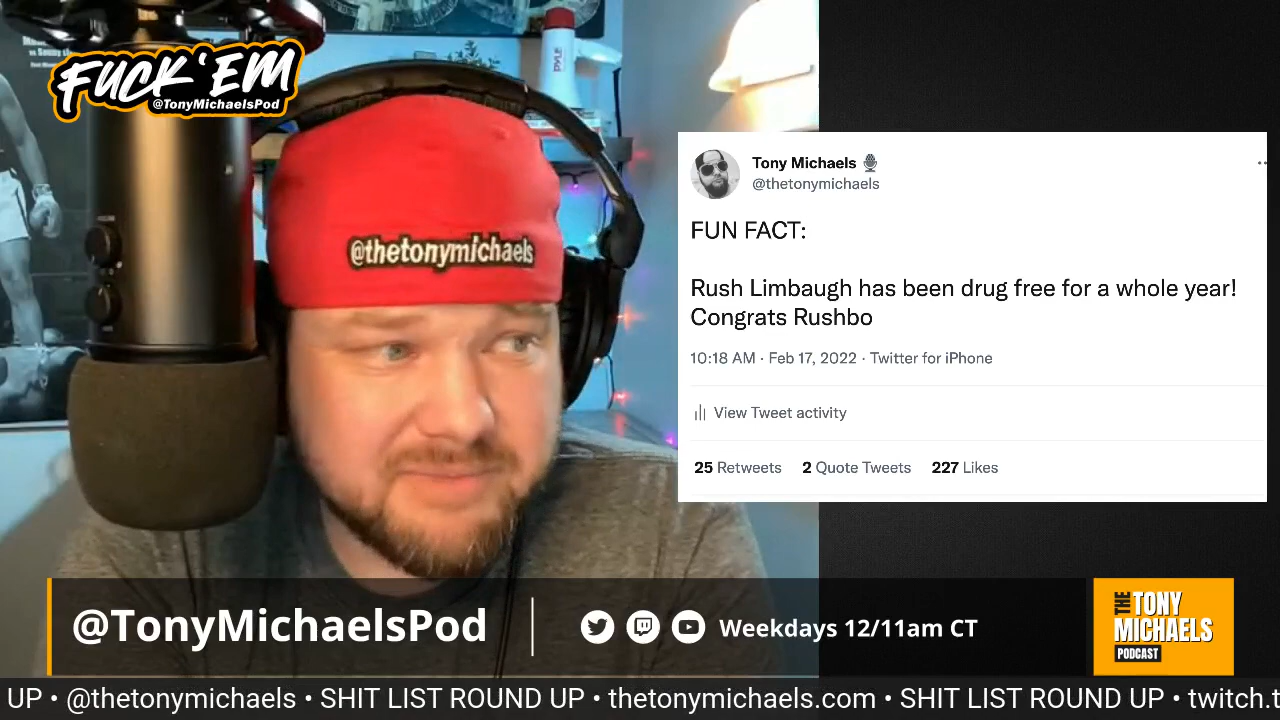 FUCK 'EM
@TonyMichaelsPod
PYLE
@thetonymichaels
Tony Michaels
@thetonymichaels
FUN FACT:
Rush Limbaugh has been drug free for a whole year!
Congrats Rushbo
10:18 AM · Feb 17, 2022 · Twitter for iPhone
View Tweet activity
25 Retweets 2 Quote Tweets 227 Likes
@TonyMichaelsPod
Weekdays 12/11am CT
THE
TONY
MICHAELS
PODCAST
UP • @thetonymichaels • SHIT LIST ROUND UP • thetonymichaels.com • SHIT LIST ROUND UP • twitch.t